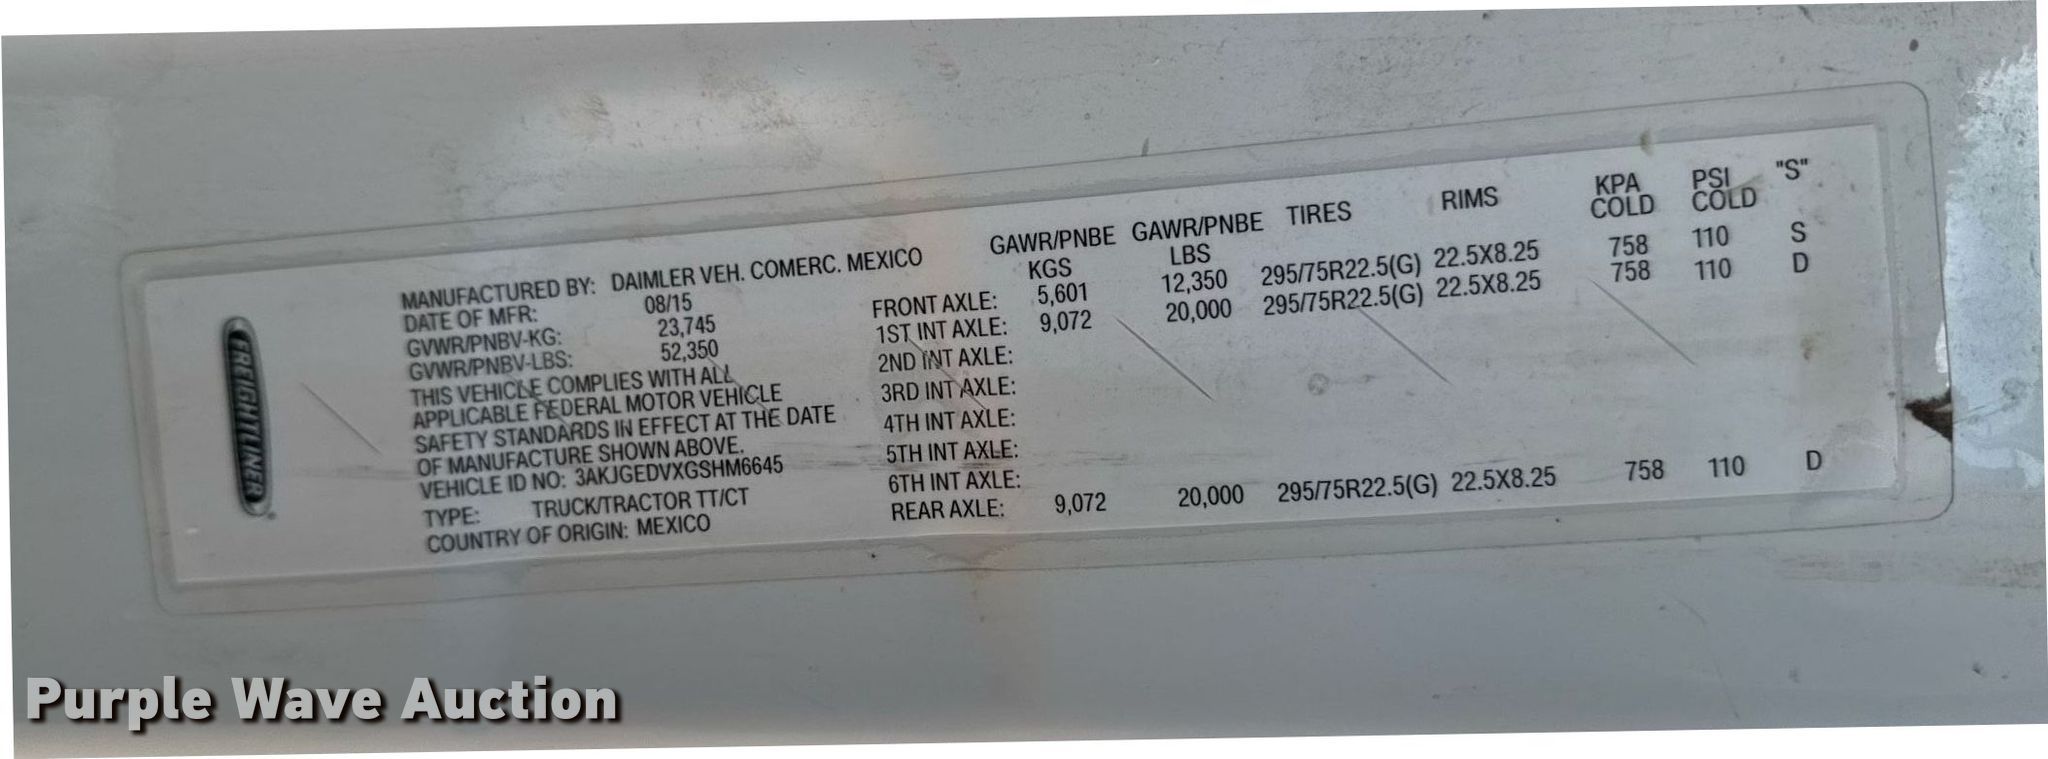 FREIGHTLINER
MANUFACTURED BY: DAIMLER VEH. COMERC. MEXICO
DATE OF MFR: 08/15
GVWR/PNBV-KG: 23,745
GVWR/PNBV-LBS: 52,350
THIS VEHICLE COMPLIES WITH ALL
APPLICABLE FEDERAL MOTOR VEHICLE
SAFETY STANDARDS IN EFFECT AT THE DATE
OF MANUFACTURE SHOWN ABOVE.
VEHICLE ID NO: 3AKJGEDVXGSHM6645
TYPE: TRUCK/TRACTOR TT/CT
COUNTRY OF ORIGIN: MEXICO
GAWR/PNBE KGS GAWR/PNBE LBS TIRES RIMS KPA COLD PSI COLD "S"
FRONT AXLE: 5,601 12,350 295/75R22.5(G) 22.5X8.25 758 110 S
1ST INT AXLE: 9,072 20,000 295/75R22.5(G) 22.5X8.25 758 110 D
2ND INT AXLE:
3RD INT AXLE:
4TH INT AXLE:
5TH INT AXLE:
6TH INT AXLE:
REAR AXLE: 9,072 20,000 295/75R22.5(G) 22.5X8.25 758 110 D
Purple Wave Auction